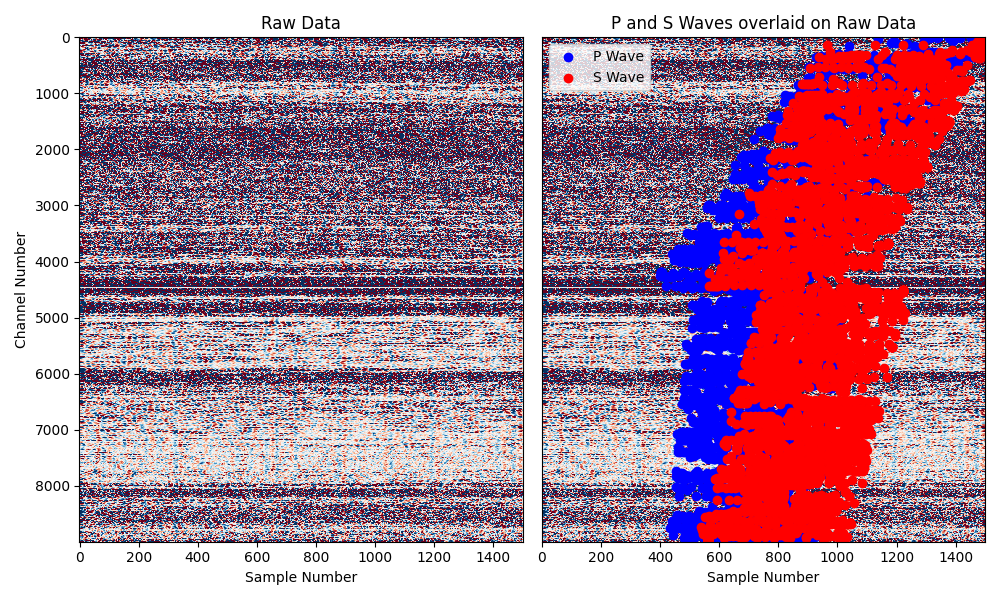 Raw Data
0
1000
2000
3000
4000
5000
6000
7000
8000
Channel Number
0 200 400 600 800 1000 1200 1400
Sample Number
P and S Waves overlaid on Raw Data
P Wave
S Wave
0 200 400 600 800 1000 1200 1400
Sample Number